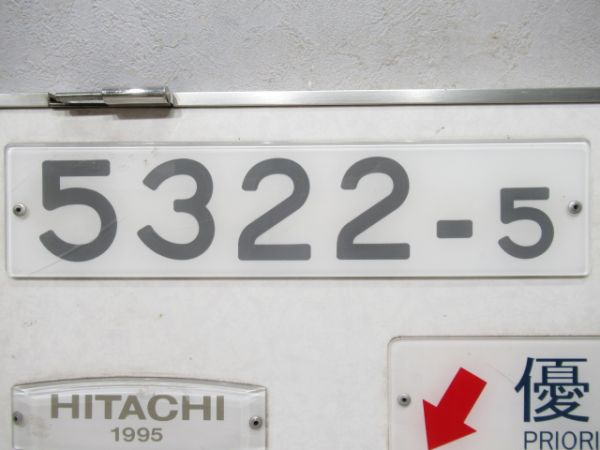 5322-5
HITACHI
1995
優
PRIORI